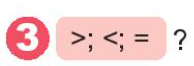 3 >; <; = ?